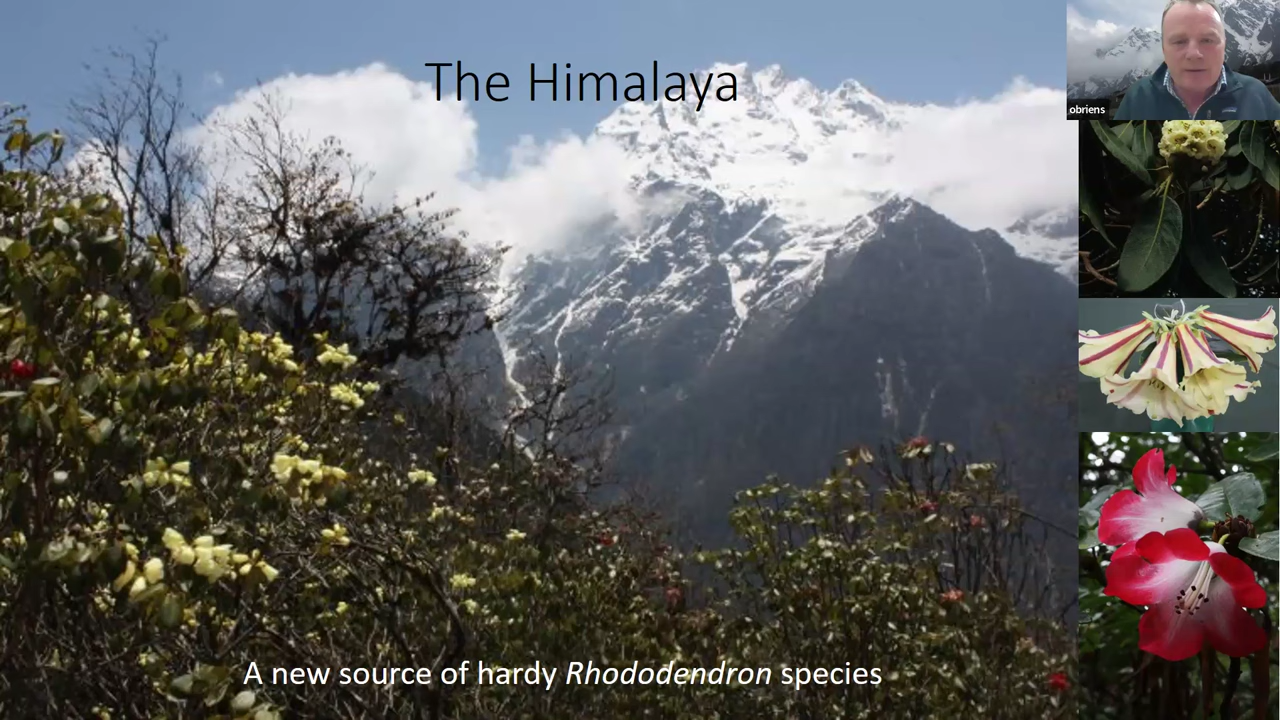 The Himalaya
obriens
A new source of hardy Rhododendron species